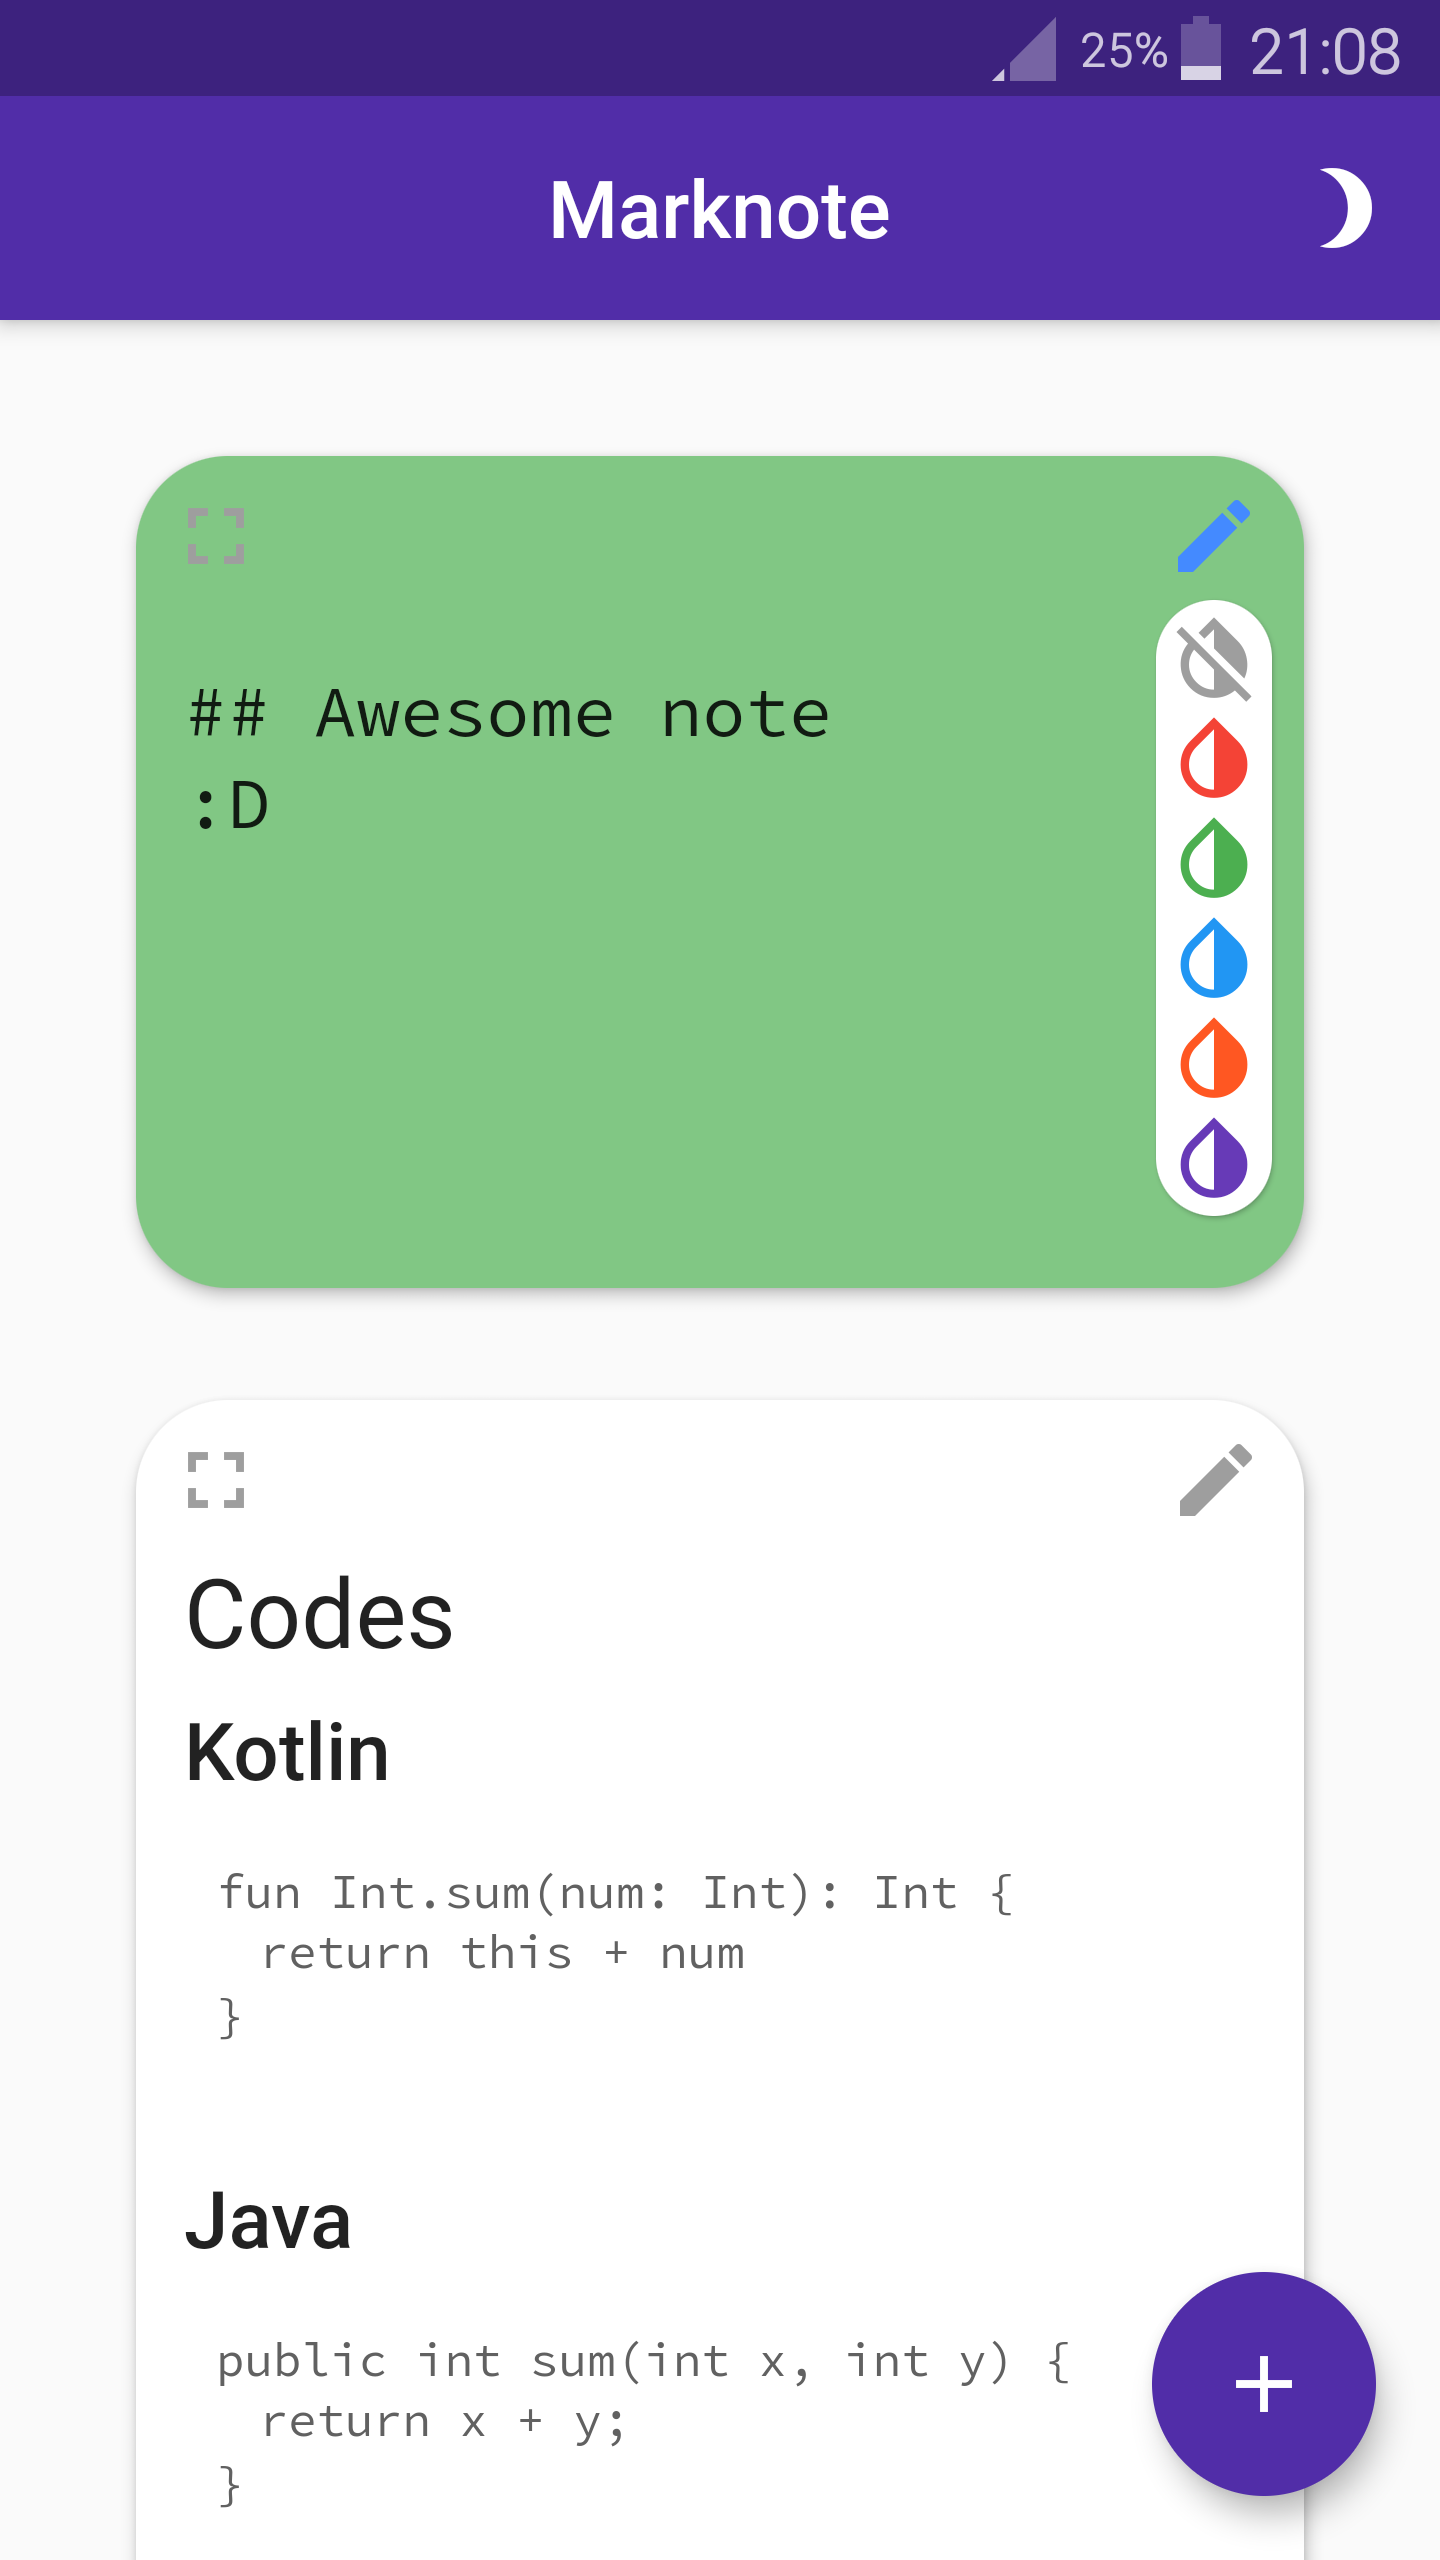 25% 21:08
Marknote
## Awesome note
:D
Codes
Kotlin
fun Int.sum(num: Int): Int {
  return this + num
}
Java
public int sum(int x, int y) {
  return x + y;
}